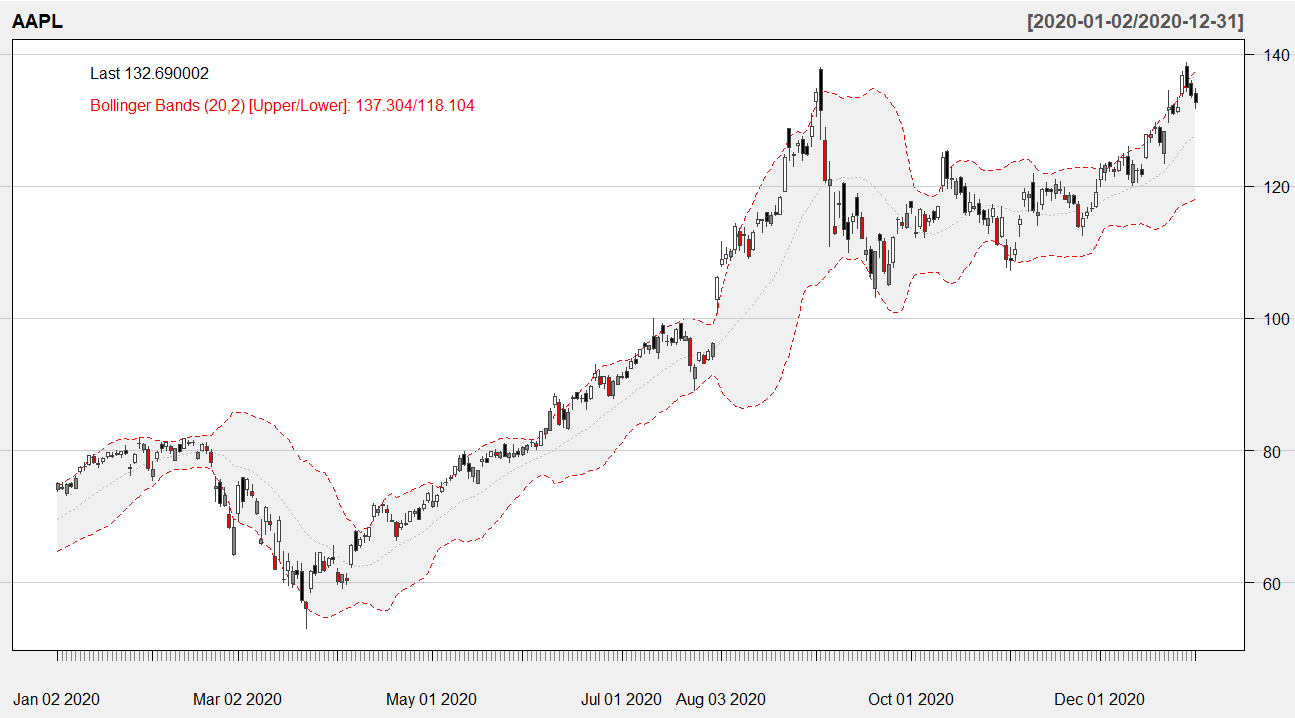 AAPL [2020-01-02/2020-12-31]
Last 132.690002
Bollinger Bands (20,2) [Upper/Lower]: 137.304/118.104
140
120
100
80
60
Jan 02 2020 Mar 02 2020 May 01 2020 Jul 01 2020 Aug 03 2020 Oct 01 2020 Dec 01 2020